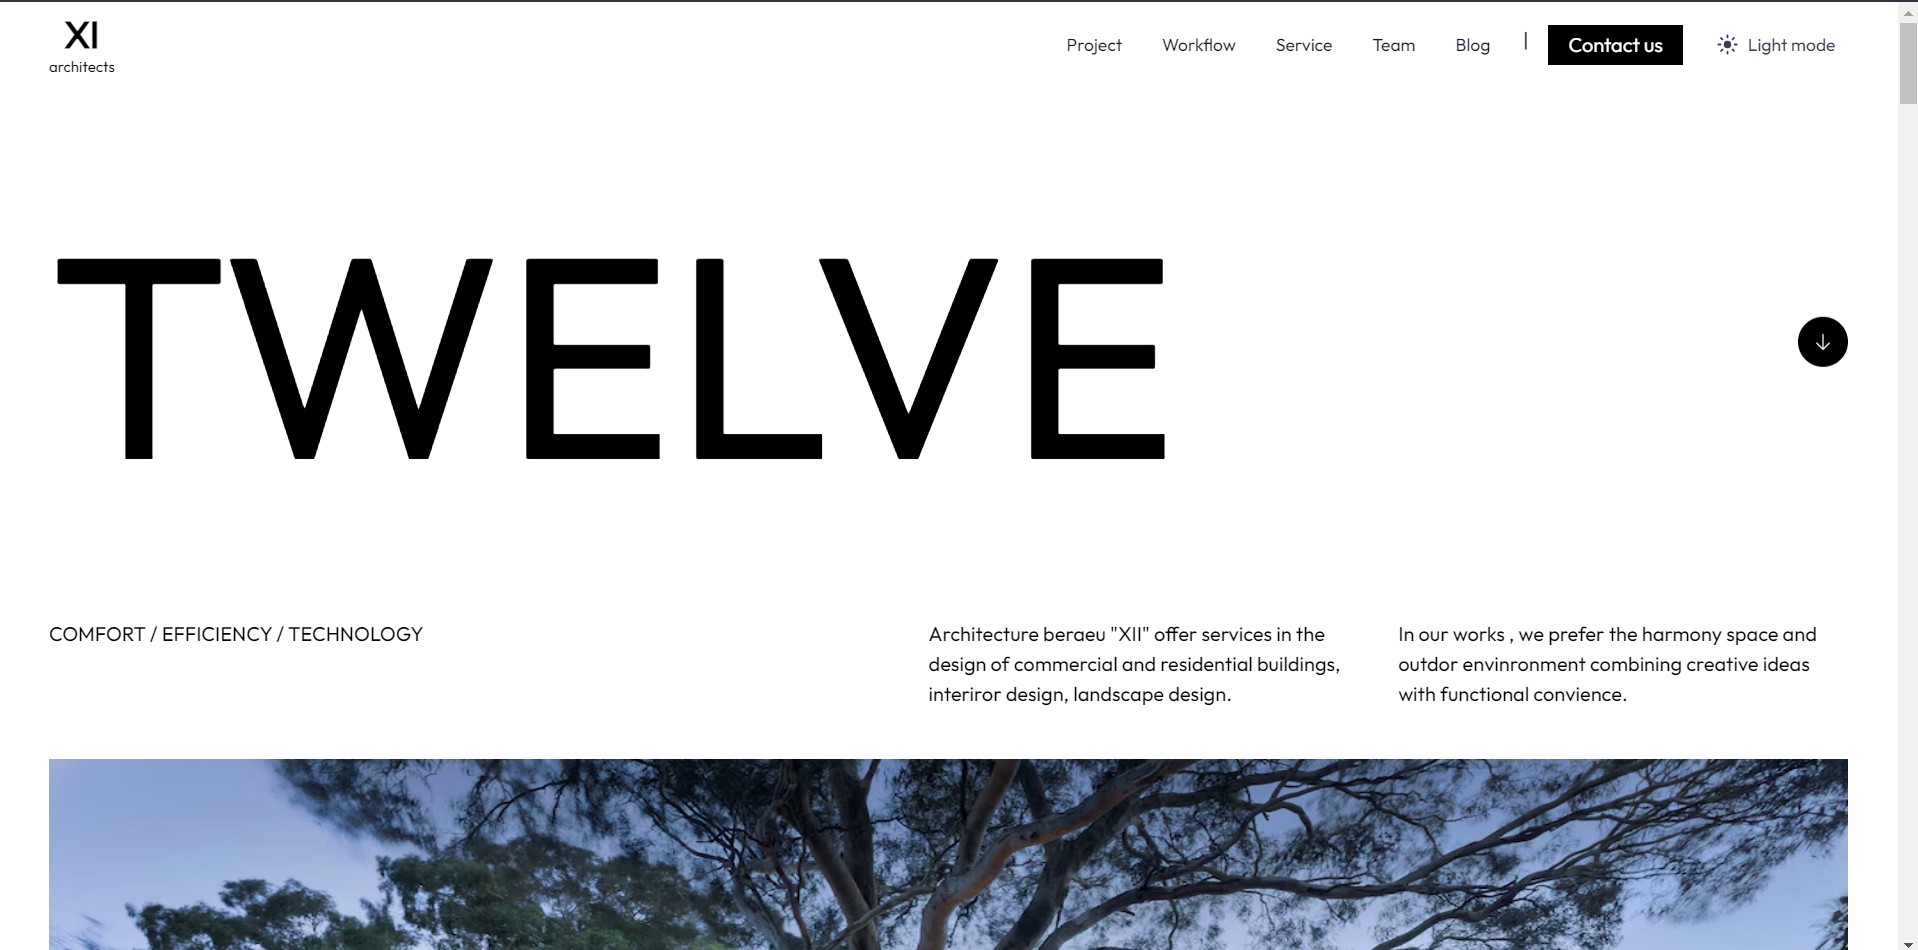 XI
architects
Project
Workflow
Service
Team
Blog
|
Contact us
Light mode
TWELVE
COMFORT / EFFICIENCY / TECHNOLOGY
Architecture beraeu "XII" offer services in the
design of commercial and residential buildings,
interiror design, landscape design.
In our works , we prefer the harmony space and
outdor envinronment combining creative ideas
with functional convience.